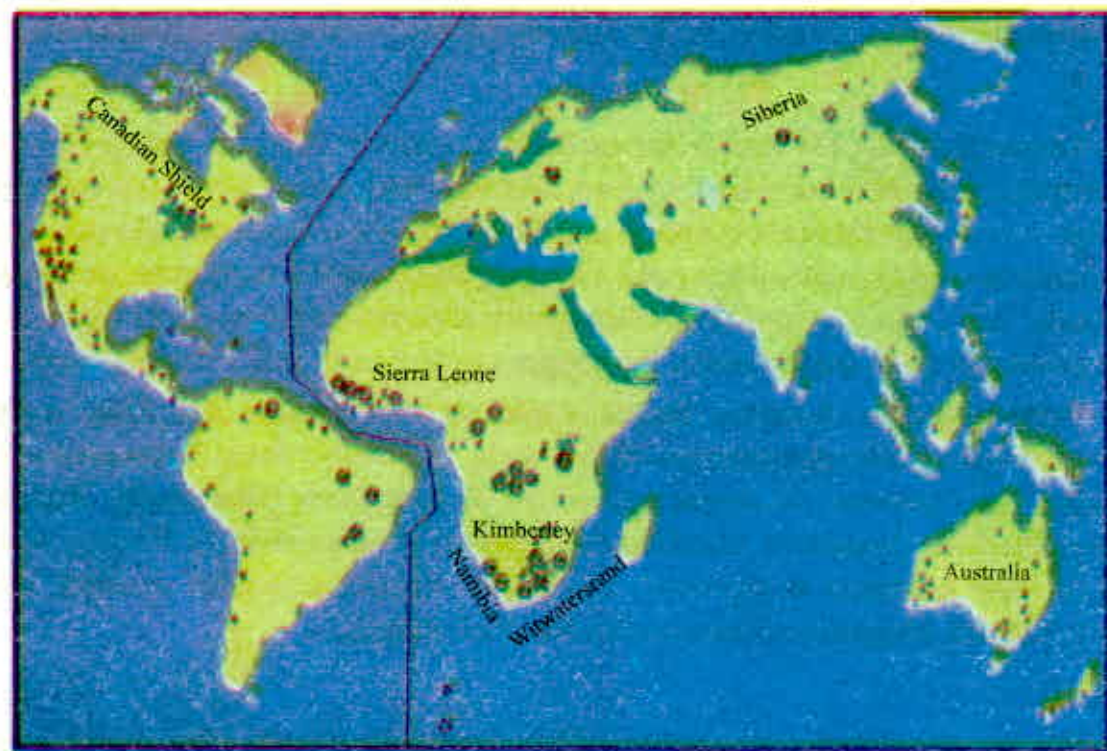 Canadian Shield
Siberia
Sierra Leone
Kimberley
Namibia
Witwatersrand
Australia